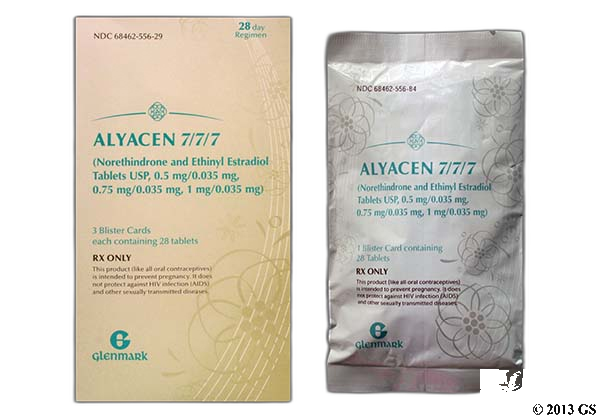 28 day
Regimen
NDC 68462-556-29
ALYACEN 7/7/7
(Norethindrone and Ethinyl Estradiol
Tablets USP, 0.5 mg/0.035 mg,
0.75 mg/0.035 mg, 1 mg/0.035 mg)
3 Blister Cards
each containing 28 tablets
RX ONLY
This product (like all oral contraceptives)
is intended to prevent pregnancy. It does
not protect against HIV infection (AIDS)
and other sexually transmitted diseases.
glenmark
NDC 68462-556-84
ALYACEN 7/7/7
(Norethindrone and Ethinyl Estradiol
Tablets USP, 0.5 mg/0.035 mg,
0.75 mg/0.035 mg, 1 mg/0.035 mg)
1 Blister Card containing
28 Tablets
RX ONLY
This product (like all oral contraceptives)
is intended to prevent pregnancy. It does
not protect against HIV infection (AIDS)
and other sexually transmitted diseases.
glenmark
© 2013 GS